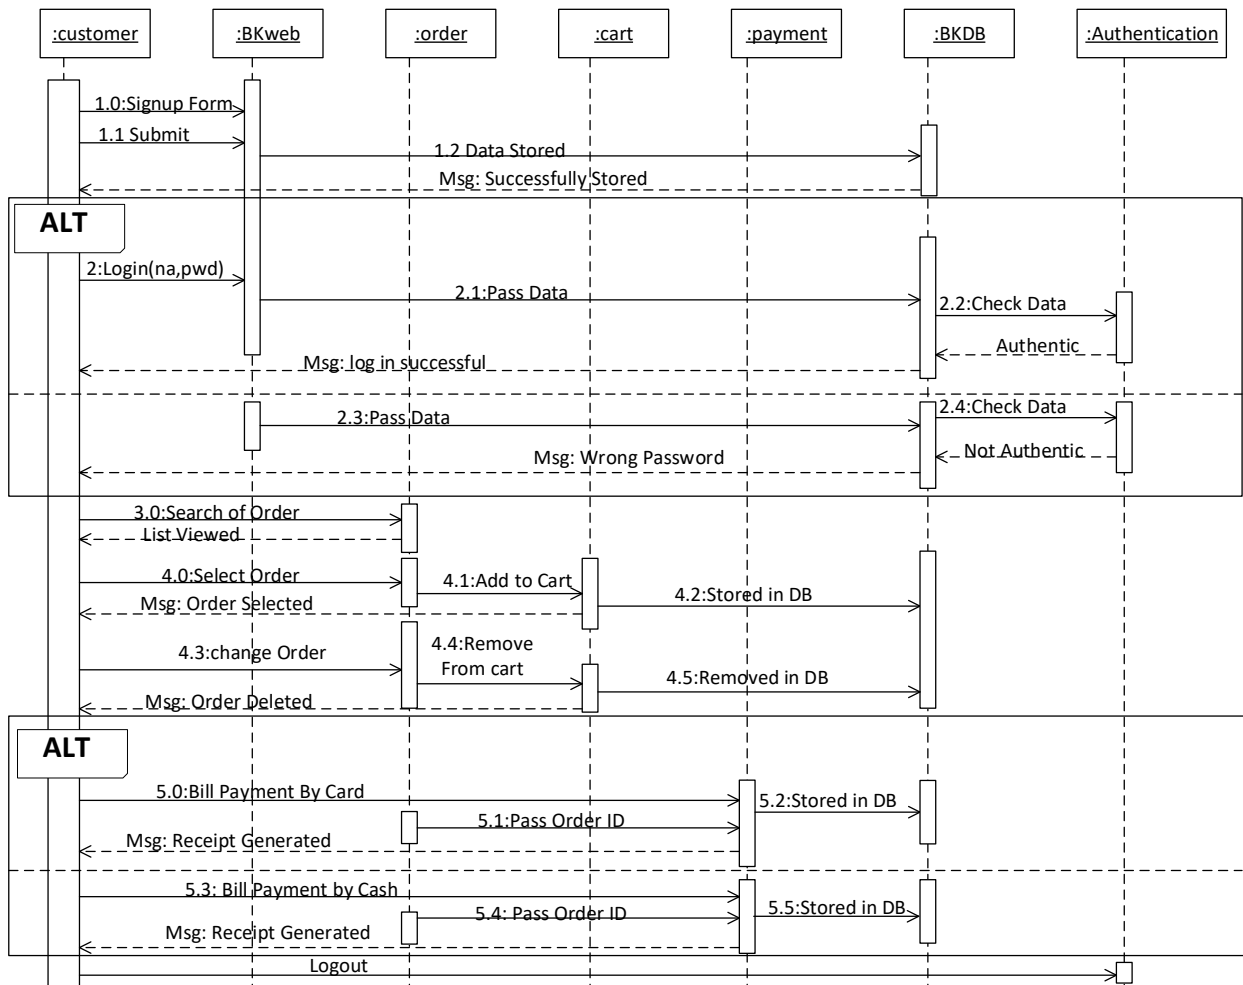 :customer
:BKweb
:order
:cart
:payment
:BKDB
:Authentication
1.0:Signup Form
1.1 Submit
1.2 Data Stored
Msg: Successfully Stored
ALT
2:Login(na,pwd)
2.1:Pass Data
2.2:Check Data
Authentic
Msg: log in successful
2.3:Pass Data
2.4:Check Data
Not Authentic
Msg: Wrong Password
3.0:Search of Order
List Viewed
4.0:Select Order
4.1:Add to Cart
4.2:Stored in DB
Msg: Order Selected
4.3:change Order
4.4:Remove
From cart
4.5:Removed in DB
Msg: Order Deleted
ALT
5.0:Bill Payment By Card
5.2:Stored in DB
5.1:Pass Order ID
Msg: Receipt Generated
5.3: Bill Payment by Cash
5.4: Pass Order ID
5.5:Stored in DB
Msg: Receipt Generated
Logout